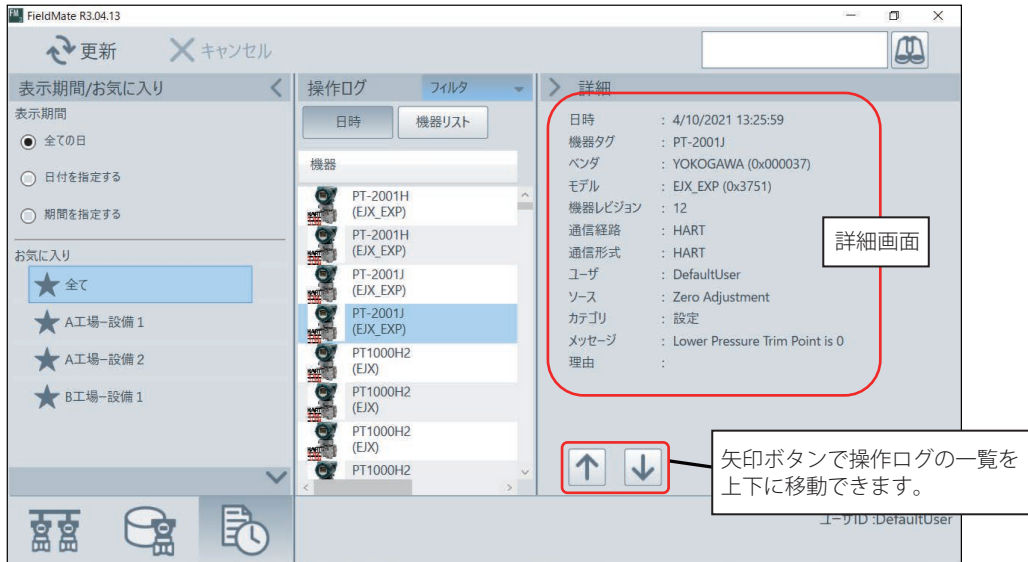 FieldMate R3.04.13
更新
キャンセル
表示期間/お気に入り
表示期間
全ての日
日付を指定する
期間を指定する
お気に入り
全て
A工場−設備 1
A工場−設備 2
B工場−設備 1
操作ログ
フィルタ
日時
機器リスト
機器
PT-2001H
(EJX_EXP)
PT-2001H
(EJX_EXP)
PT-2001J
(EJX_EXP)
PT-2001J
(EJX_EXP)
PT1000H2
(EJX)
PT1000H2
(EJX)
PT1000H2
(EJX)
PT1000H2
詳細
日時 : 4/10/2021 13:25:59
機器タグ : PT-2001J
ベンダ : YOKOGAWA (0x000037)
モデル : EJX_EXP (0x3751)
機器レビジョン : 12
通信経路 : HART
通信形式 : HART
ユーザ : DefaultUser
ソース : Zero Adjustment
カテゴリ : 設定
メッセージ : Lower Pressure Trim Point is 0
理由 :
詳細画面
矢印ボタンで操作ログの一覧を
上下に移動できます。
ユーザID :DefaultUser